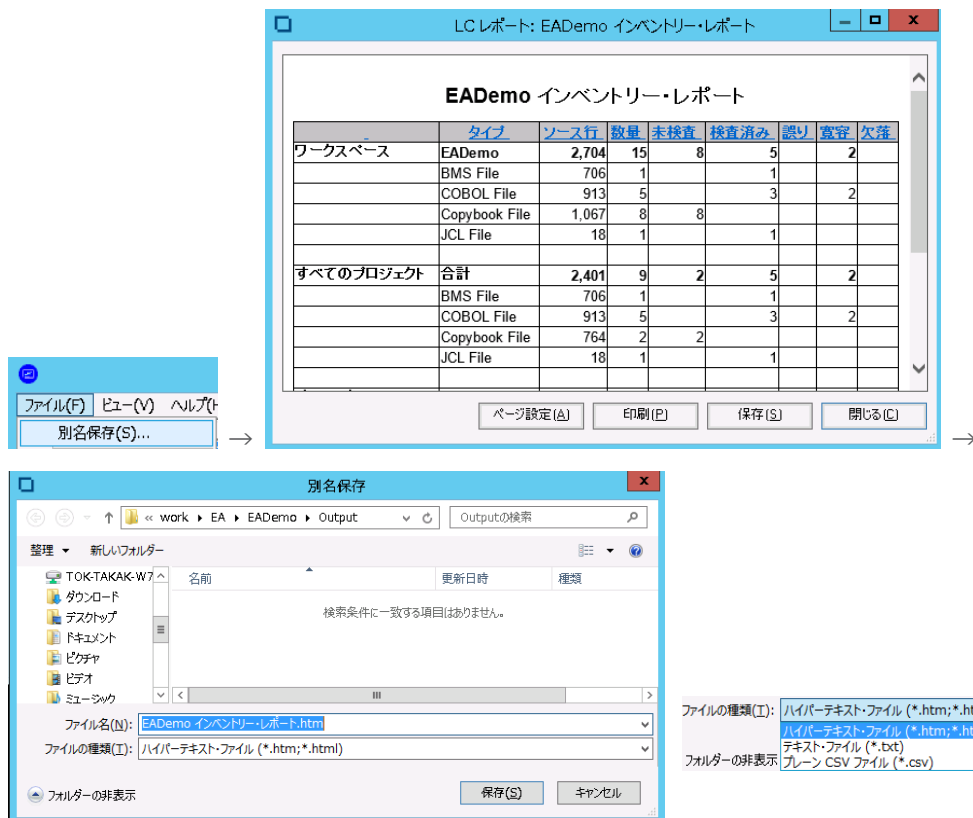 LC レポート: EADemo インベントリー・レポート
EADemo インベントリー・レポート
タイプ ソース行 数量 未検査 検査済み 誤り 寛容 欠落
ワークスペース EADemo 2,704 15 8 5 2
BMS File 706 1 1
COBOL File 913 5 3 2
Copybook File 1,067 8 8
JCL File 18 1 1
すべてのプロジェクト 合計 2,401 9 2 5 2
BMS File 706 1 1
COBOL File 913 5 3 2
Copybook File 764 2 2
JCL File 18 1 1
ページ設定(A) 印刷(P) 保存(S) 閉じる(C)
ファイル(F) ビュー(V) ヘルプ(H
別名保存(S)...
→
→
別名保存
« work ▸ EA ▸ EADemo ▸ Output
Outputの検索
整理 ▼ 新しいフォルダー
TOK-TAKAK-W7
ダウンロード
デスクトップ
ドキュメント
ピクチャ
ビデオ
ミュージック
名前 更新日時 種類
検索条件に一致する項目はありません。
ファイル名(N): EADemo インベントリー・レポート.htm
ファイルの種類(T): ハイパーテキスト・ファイル (*.htm;*.html)
フォルダーの非表示 保存(S) キャンセル
ファイルの種類(T): ハイパーテキスト・ファイル (*.htm;*.ht
ハイパーテキスト・ファイル (*.htm;*.ht
テキスト・ファイル (*.txt)
フォルダーの非表示 プレーン CSV ファイル (*.csv)